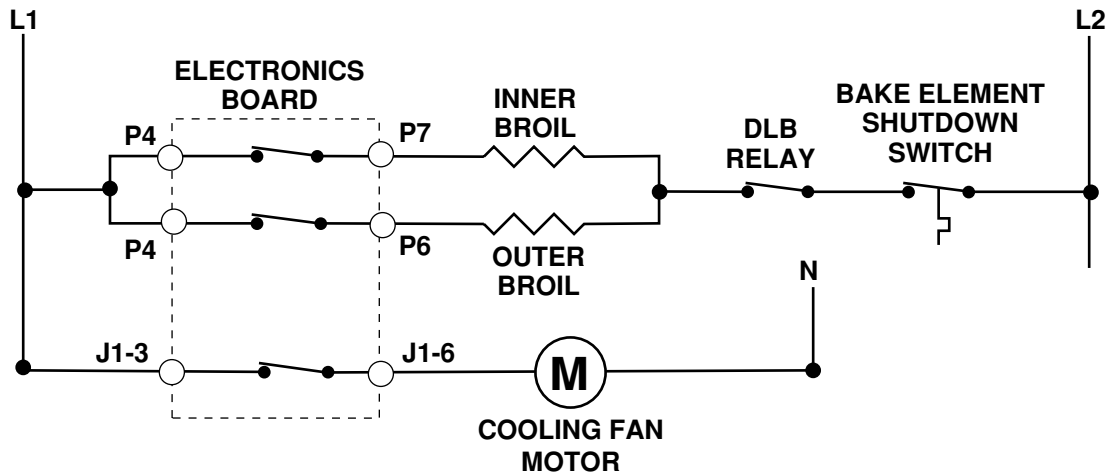 L1
L2
ELECTRONICS
BOARD
INNER
BROIL
DLB
RELAY
BAKE ELEMENT
SHUTDOWN
SWITCH
P4
P7
P4
P6
OUTER
BROIL
N
J1-3
J1-6
M
COOLING FAN
MOTOR